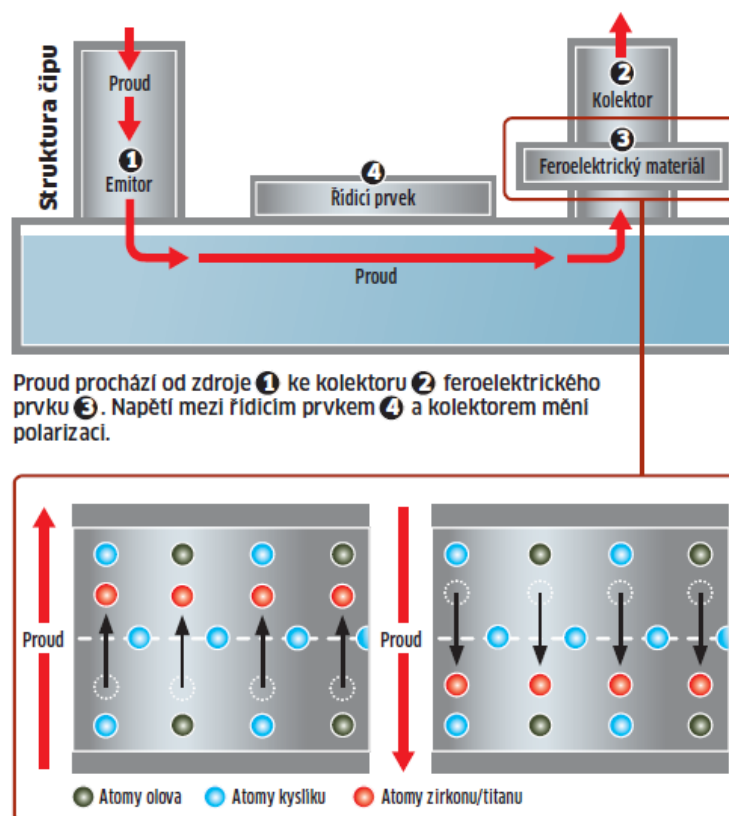 Struktura čipu
Proud
1
Emitor
4
Řídicí prvek
2
Kolektor
3
Feroelektrický materiál
Proud
Proud prochází od zdroje 1 ke kolektoru 2 feroelektrického
prvku 3. Napětí mezi řídicím prvkem 4 a kolektorem mění
polarizaci.
Proud
Proud
Atomy olova Atomy kyslíku Atomy zirkonu/titanu